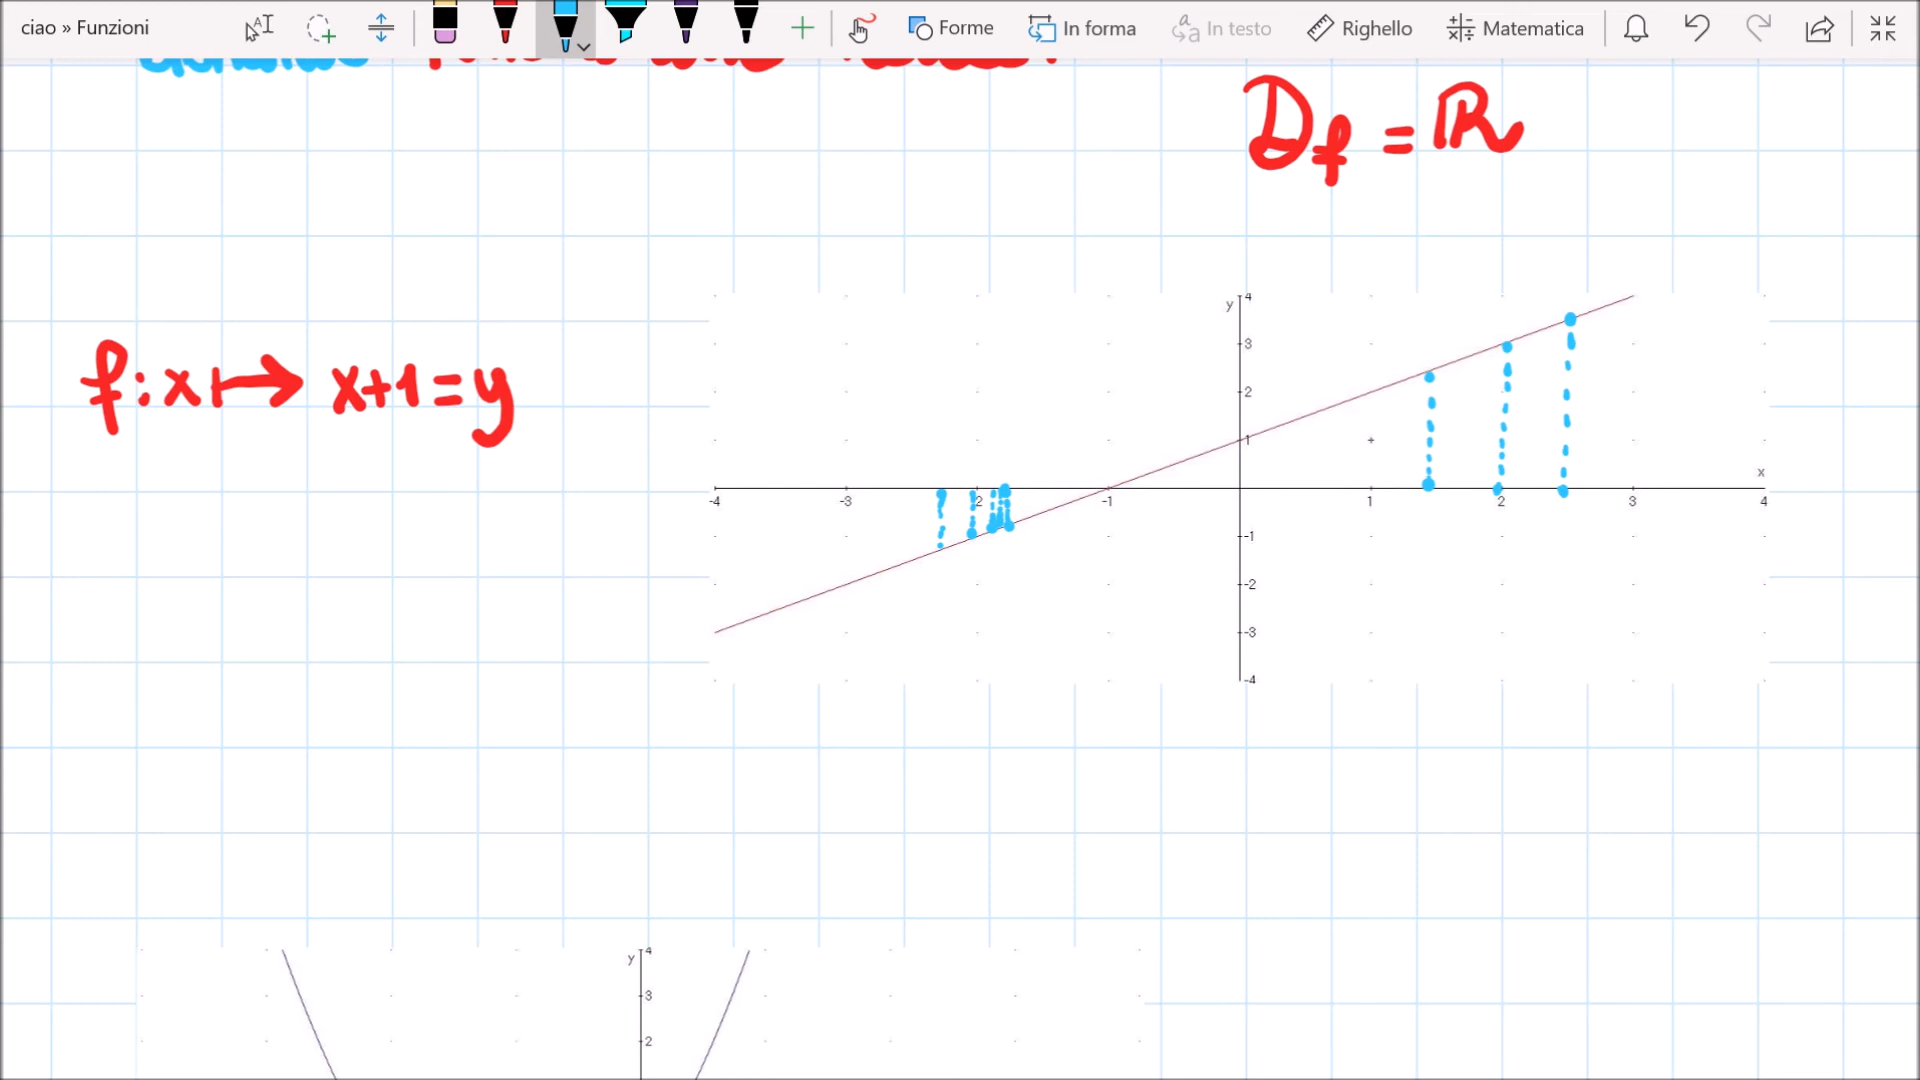 ciao » Funzioni
Forme
In forma
In testo
Righello
Matematica
D_f = ℝ
f: x ↦ x+1 = y
y
4
3
2
1
x
-4 -3 2 -1 1 2 3 4
-1
-2
-3
-4
y
4
3
2